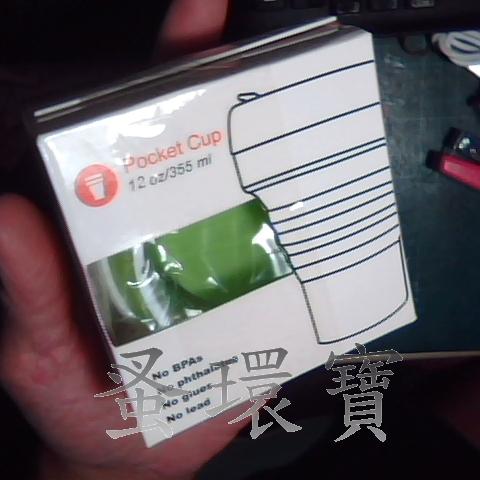 Pocket Cup
12 oz/355 ml
No BPAs
No phthalates
No glues
No lead
蚤環寶